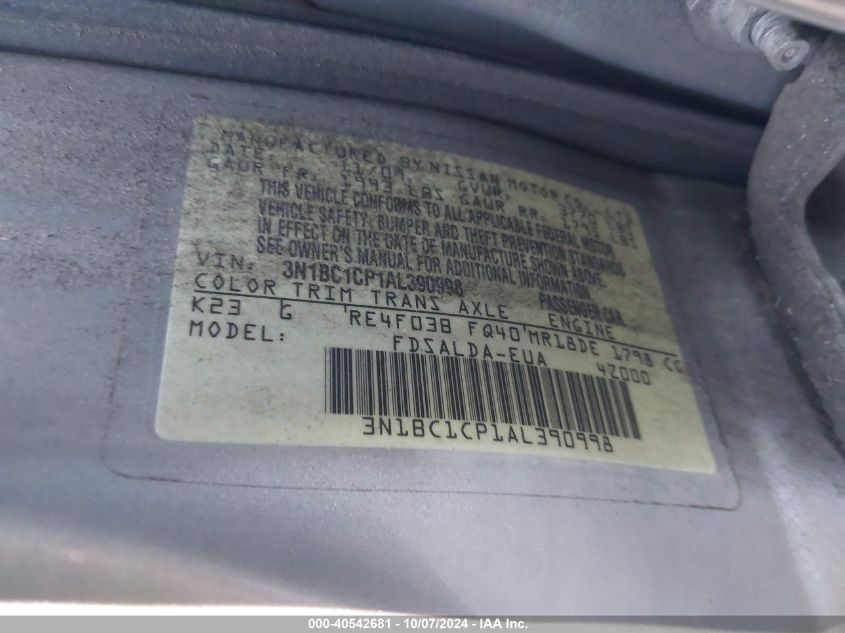 MANUFACTURED BY NISSAN MOTOR CO., LTD.
DATE: 11/09, GVWR,
GAWR FR. 1993 LBS GAWR RR. LBS
THIS VEHICLE CONFORMS TO ALL APPLICABLE FEDERAL MOTOR
VEHICLE SAFETY, BUMPER AND THEFT PREVENTION STANDARDS
IN EFFECT ON THE DATE OF MANUFACTURE SHOWN ABOVE.
SEE OWNER'S MANUAL FOR ADDITIONAL INFORMATION
VIN: 3N1BC1CP1AL390998 PASSENGER CAR
COLOR TRIM TRANS AXLE ENGINE
K23 G RE4F03B FQ40 MR18DE 1798 CC
MODEL: FDSALDA-EUA
4Z000
3N1BC1CP1AL390998
000-40542681 - 10/07/2024 - IAAI - Inc.